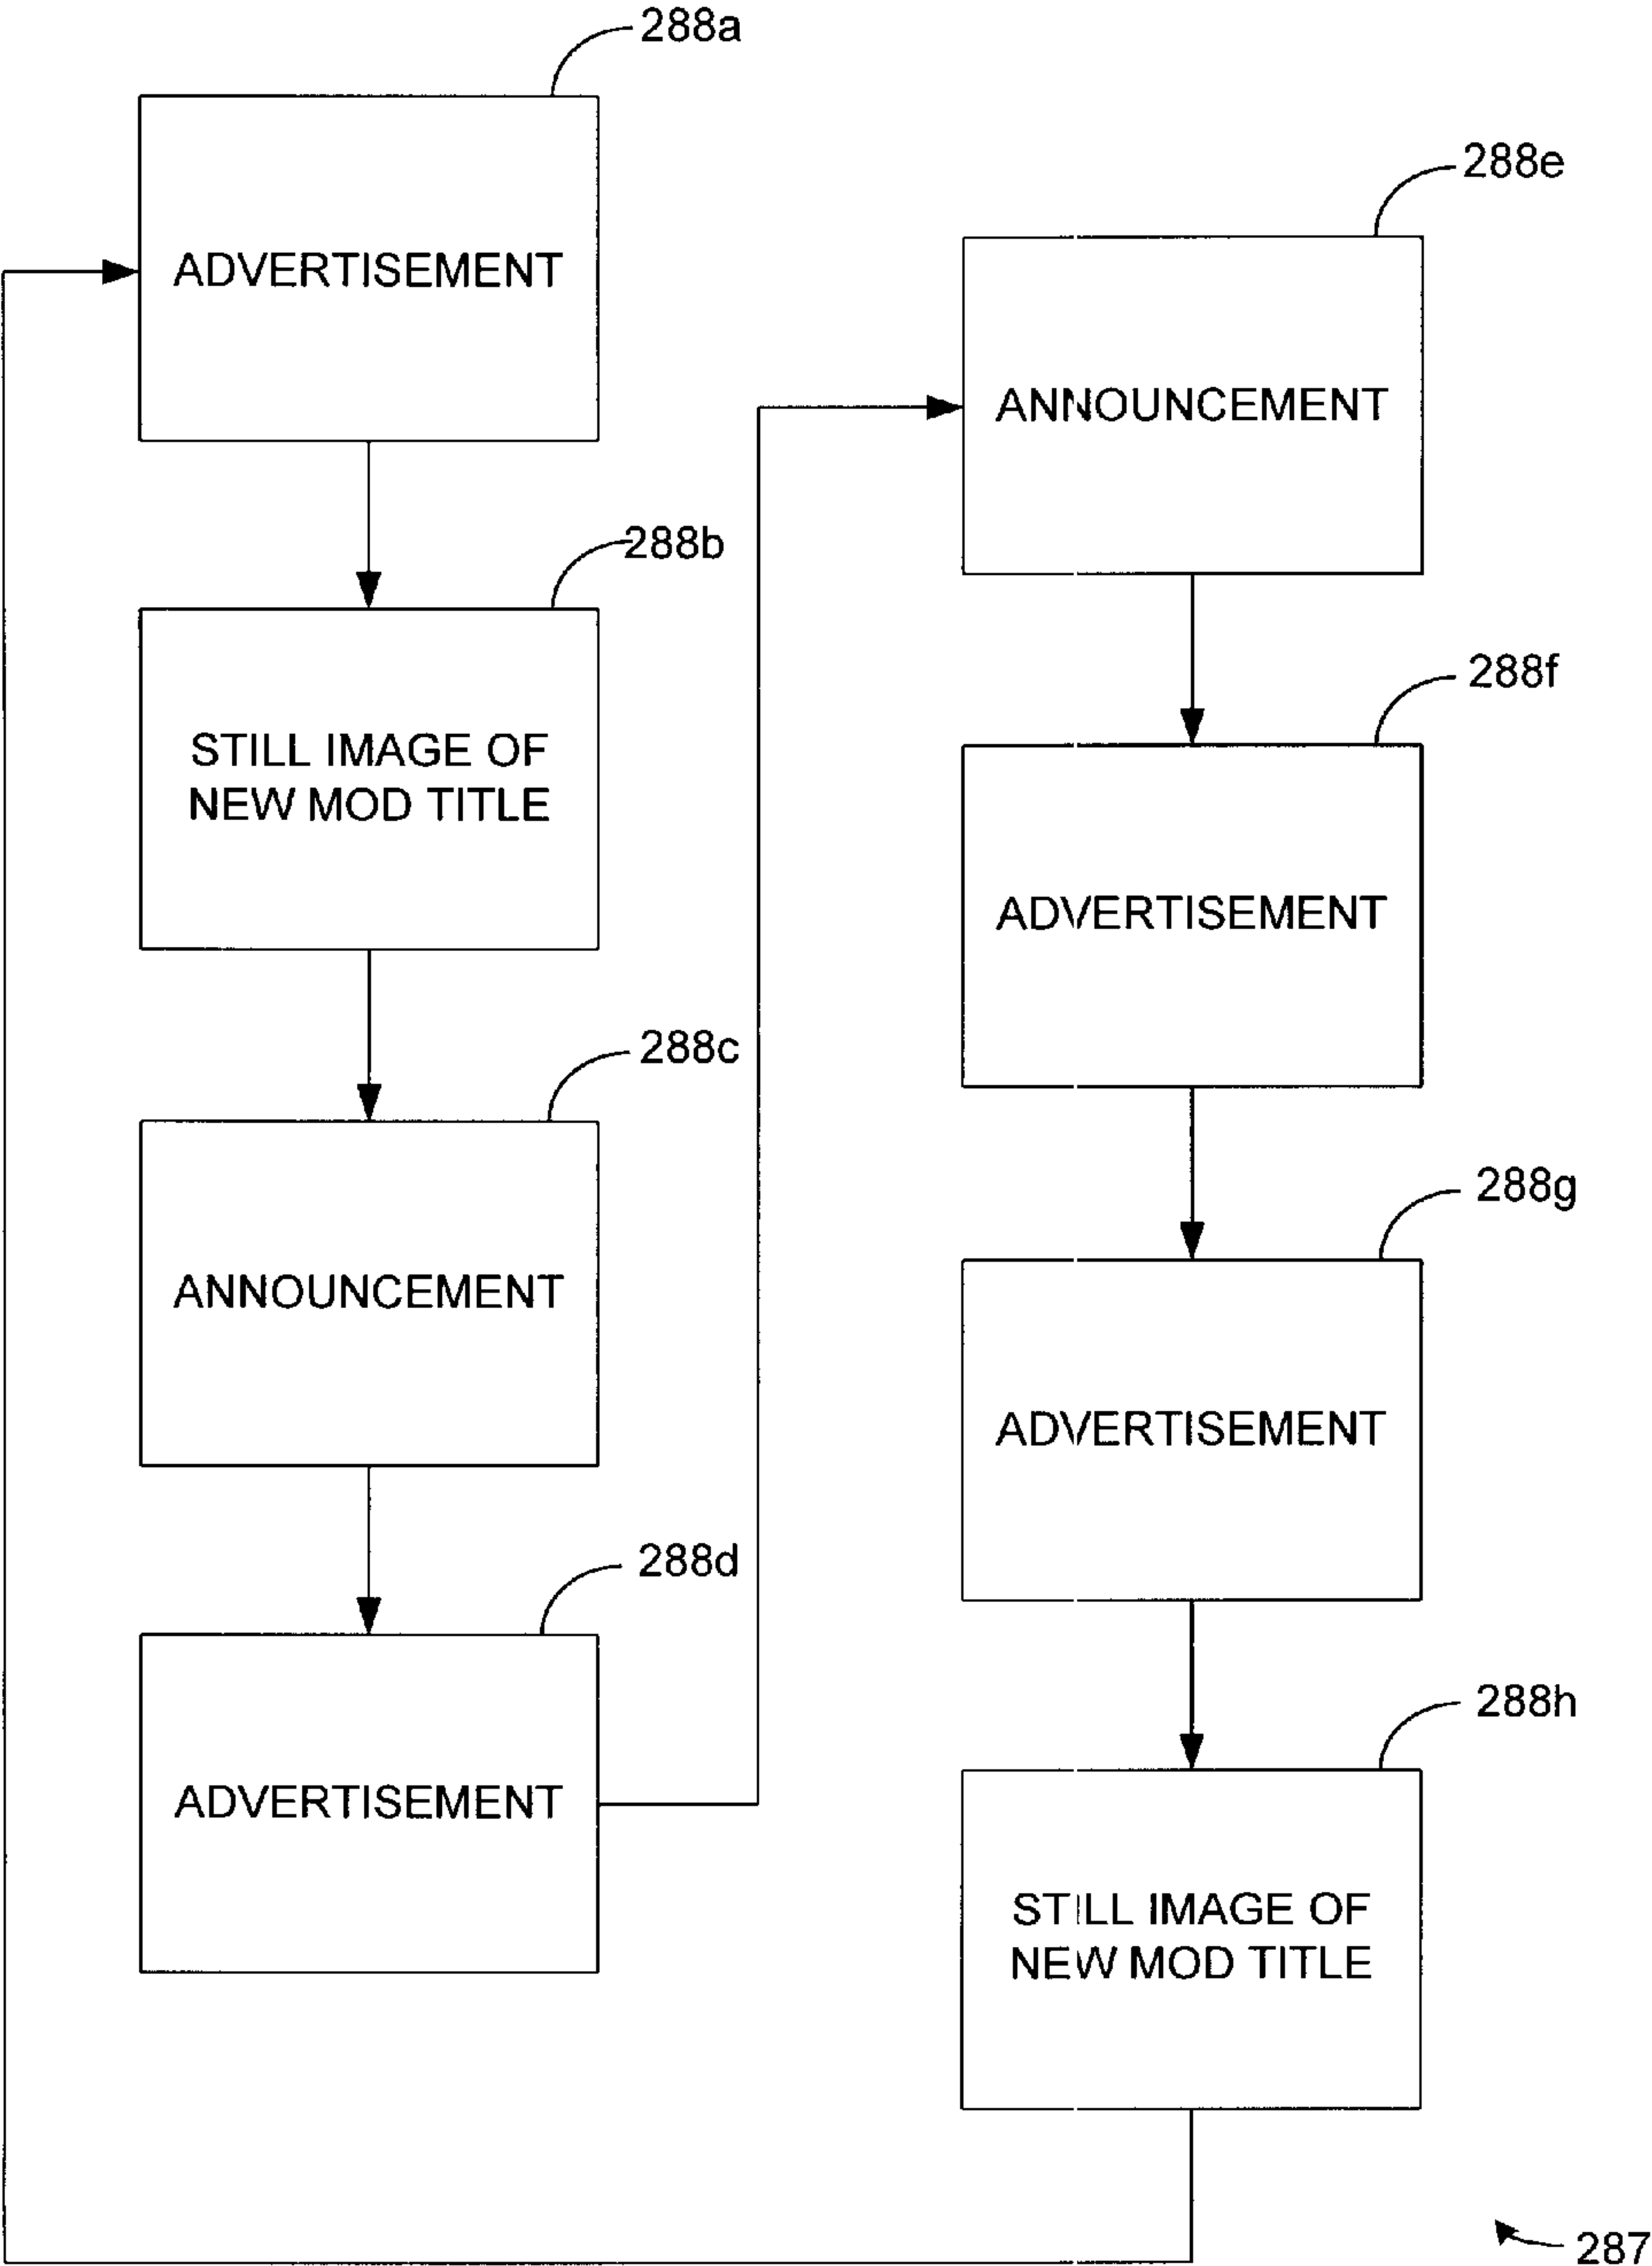 288a
ADVERTISEMENT
288b
STILL IMAGE OF
NEW MOD TITLE
288c
ANNOUNCEMENT
288d
ADVERTISEMENT
288e
ANNOUNCEMENT
288f
ADVERTISEMENT
288g
ADVERTISEMENT
288h
STILL IMAGE OF
NEW MOD TITLE
287